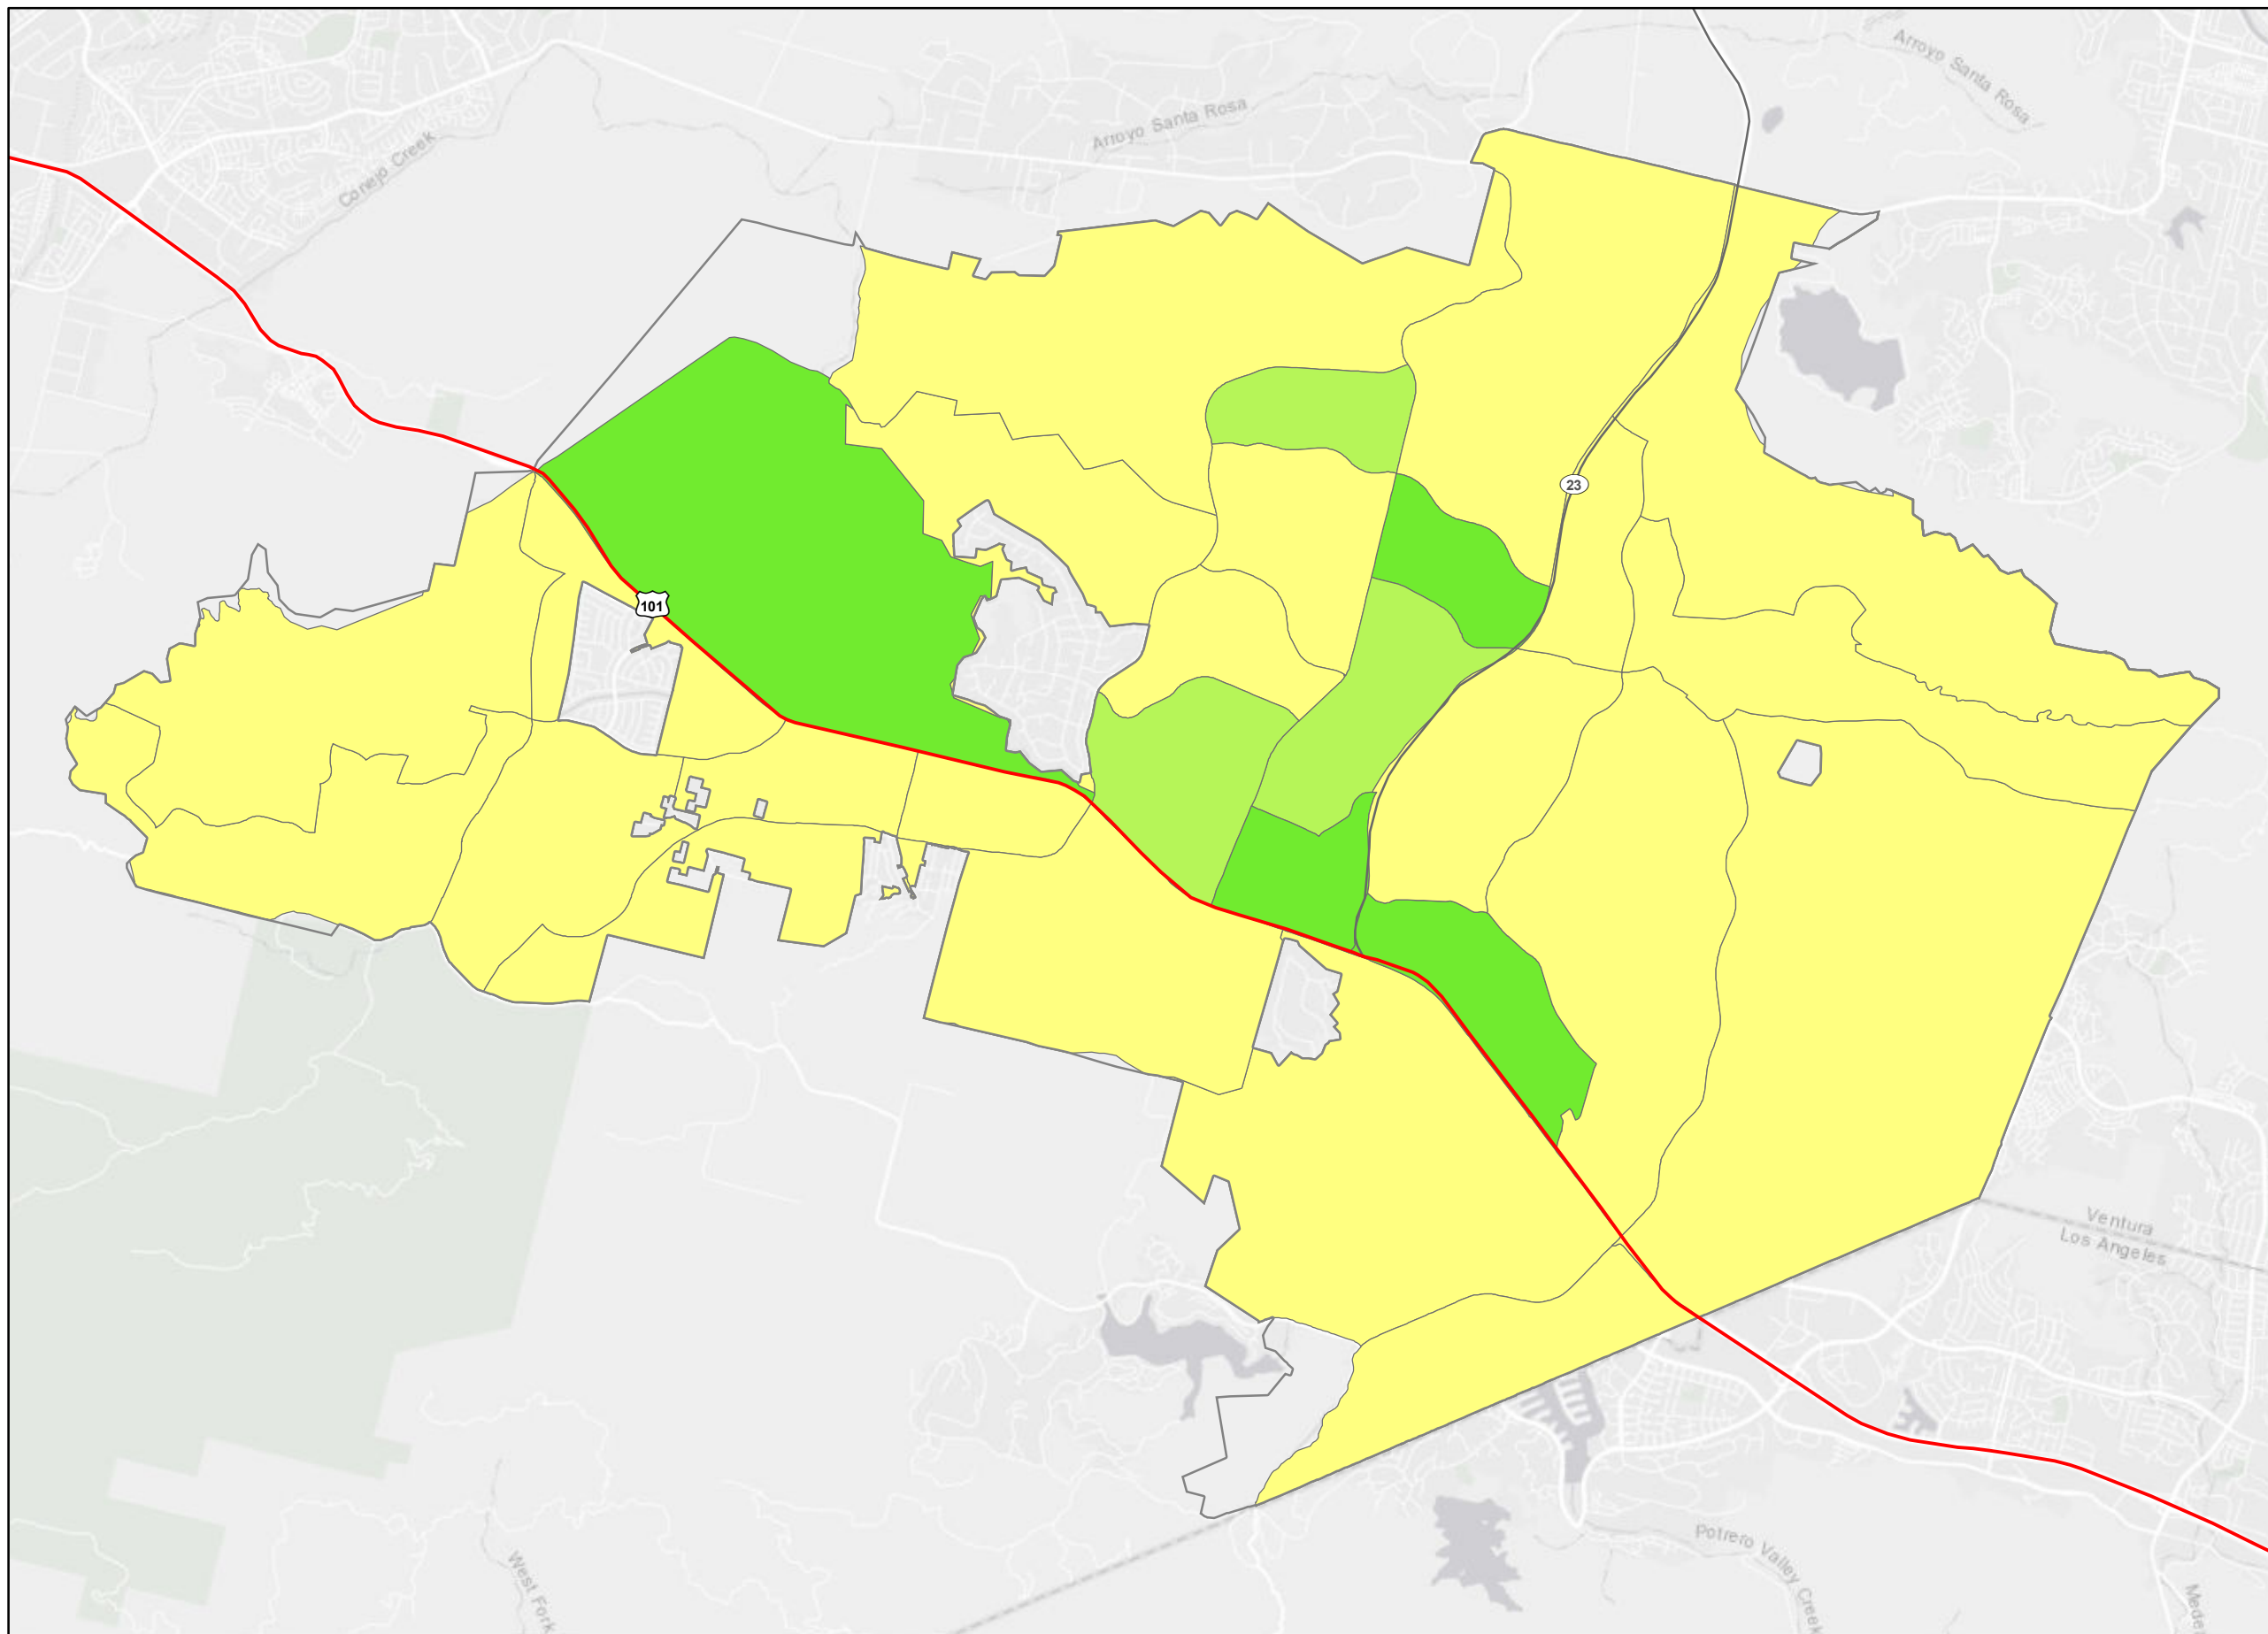 Arroyo Santa Rosa
Arroyo Santa Rosa
Conejo Creek
23
101
Ventura
Los Angeles
Potrero Valley Creek
West Fork